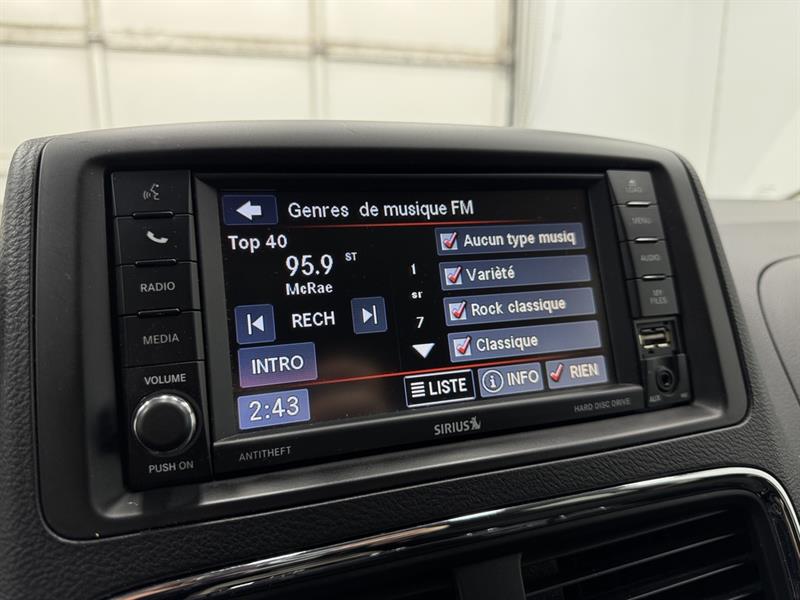 Genres de musique FM
Top 40
95.9 ST
McRae
RECH
INTRO
2:43
1
sr
7
Aucun type musiq
Varièté
Rock classique
Classique
LISTE
INFO
RIEN
RADIO
MEDIA
VOLUME
PUSH ON
ANTITHEFT
SIRIUS
HARD DISC DRIVE
LOAD
MENU
AUDIO
MY
FILES
AUX